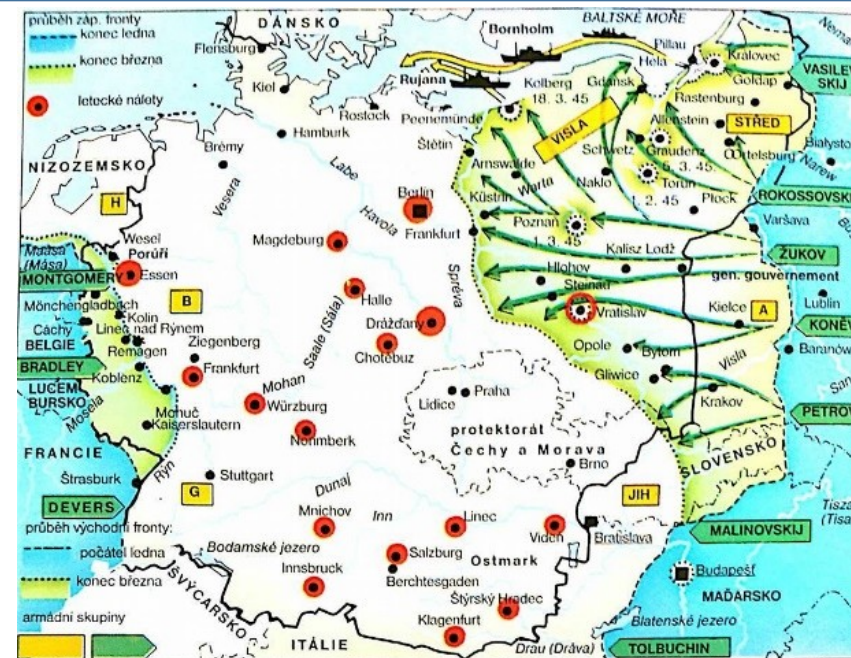 průběh záp. fronty
konec ledna
konec března
letecké nálety
DÁNSKO
Flensburg
Kiel
Bornholm
BALTSKÉ MOŘE
Rujana
Rostock
Peenemünde
Hamburk
Kolberg
18. 3. 45
Gdaňsk
Hela
Pillau
Královec
Goldap
Rastenburg
VASILEV
SKIJ
Allenstein
STŘED
VISLA
Štětín
Arnswalde
Schwetz
Graudenz
5. 3. 45.
Ortelsburg
Białysto
Narew
Toruň
1. 2. 45
Naklo
Warta
Küstrin
Płock
ROKOSSOVSKI
Varšava
Poznaň
1. 3. 45
Kalisz
Lodž
ŽUKOV
gen. gouvernement
NIZOZEMSKO
H
Brémy
Vesera
Labe
Havola
Berlín
Frankfurt
Magdeburg
Spréva
Maasa
(Mása)
Wesel
Porúří
MONTGOMERY
Essen
Mönchengladbach
B
Kolín
Cáchy
Linec nad Rýnem
BELGIE
Remagen
BRADLEY
Koblenz
LUCEM
BURSKO
Mosela
Ziegenberg
Frankfurt
Halle
Saale (Sála)
Drážďany
Chotěbuz
Hlohov
Steinau
Vratislav
Kielce
A
Lublin
KONĚV
Baranów
Opole
Bytom
Visla
Gliwice
Krakov
San
PETROV
Mohan
Würzburg
Mohuč
Kaiserslautern
Norimberk
Lidice
Praha
protektorát
Čechy a Morava
Brno
SLOVENSKO
FRANCIE
Štrasburk
Rýn
Stuttgart
G
DEVERS
Dunaj
JIH
Tisza
(Tisa
průběh východní fronty:
Mnichov
Inn
Linec
Vídeň
Bratislava
MALINOVSKIJ
Bodamské jezero
Salzburg
Ostmark
konec března
Innsbruck
Berchtesgaden
Budapešť
MAĎARSKO
ŠVÝCARSKO
Štýrský Hradec
Blatenské jezero
armádní skupiny
Klagenfurt
ITÁLIE
Drau (Dráva)
TOLBUCHIN